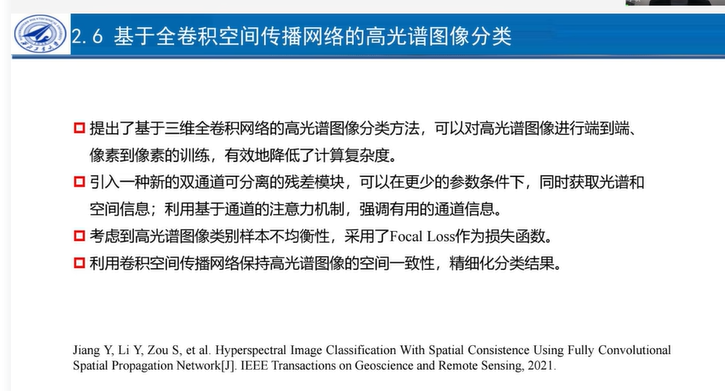 2.6 基于全卷积空间传播网络的高光谱图像分类
提出了基于三维全卷积网络的高光谱图像分类方法，可以对高光谱图像进行端到端、
像素到像素的训练，有效地降低了计算复杂度。
引入一种新的双通道可分离的残差模块，可以在更少的参数条件下，同时获取光谱和
空间信息；利用基于通道的注意力机制，强调有用的通道信息。
考虑到高光谱图像类别样本不均衡性，采用了Focal Loss作为损失函数。
利用卷积空间传播网络保持高光谱图像的空间一致性，精细化分类结果。
Jiang Y, Li Y, Zou S, et al. Hyperspectral Image Classification With Spatial Consistence Using Fully Convolutional
Spatial Propagation Network[J]. IEEE Transactions on Geoscience and Remote Sensing, 2021.